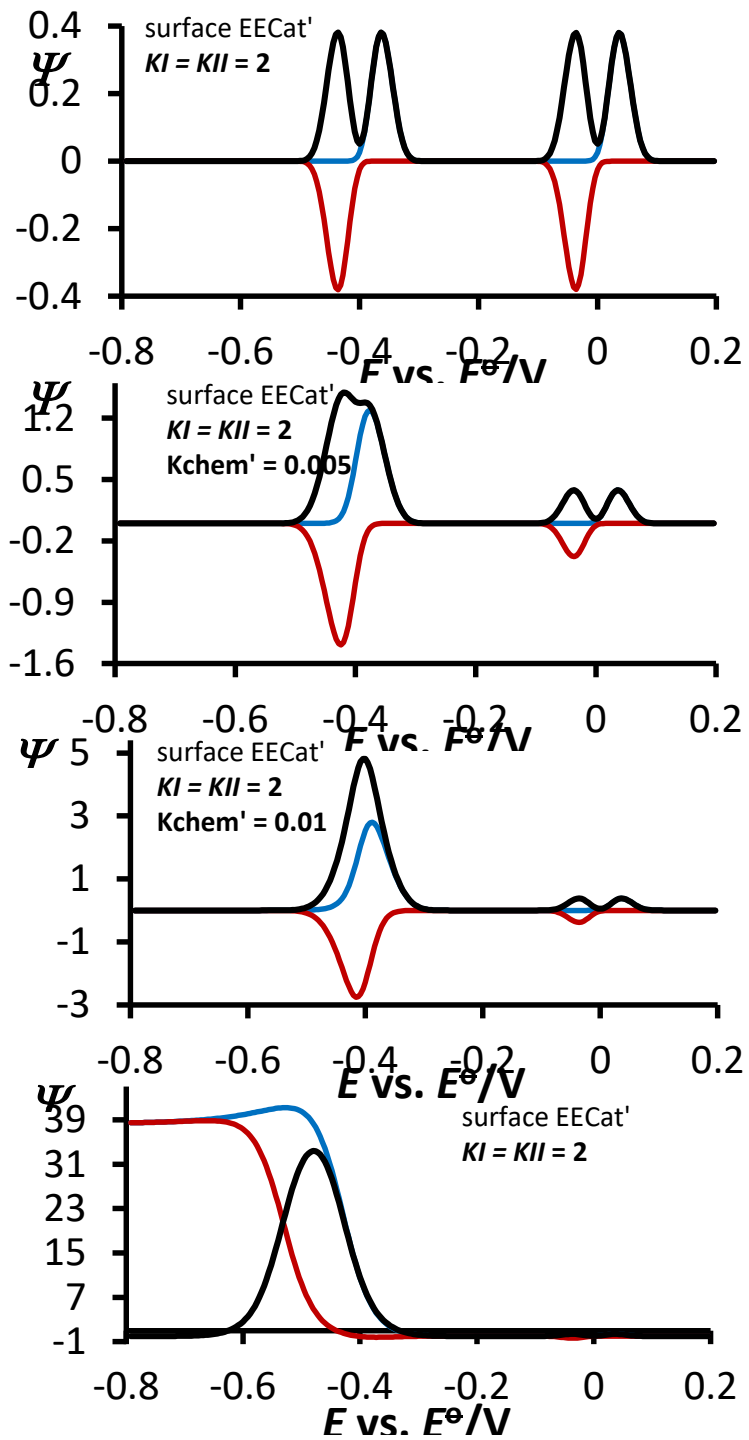 0.4
surface EECat'
Ψ
KI = KII = 2
0.2
0
-0.2
-0.4
-0.8 -0.6 -0.4 -0.2 0 0.2
E vs. E⊖/V
Ψ
surface EECat'
1.2
KI = KII = 2
Kchem' = 0.005
0.5
-0.2
-0.9
-1.6
-0.8 -0.6 -0.4 -0.2 0 0.2
E vs. E⊖/V
Ψ
5
surface EECat'
KI = KII = 2
3
Kchem' = 0.01
1
-1
-3
-0.8 -0.6 -0.4 -0.2 0 0.2
E vs. E⊖/V
Ψ
39
surface EECat'
KI = KII = 2
31
23
15
7
-1
-0.8 -0.6 -0.4 -0.2 0 0.2
E vs. E⊖/V